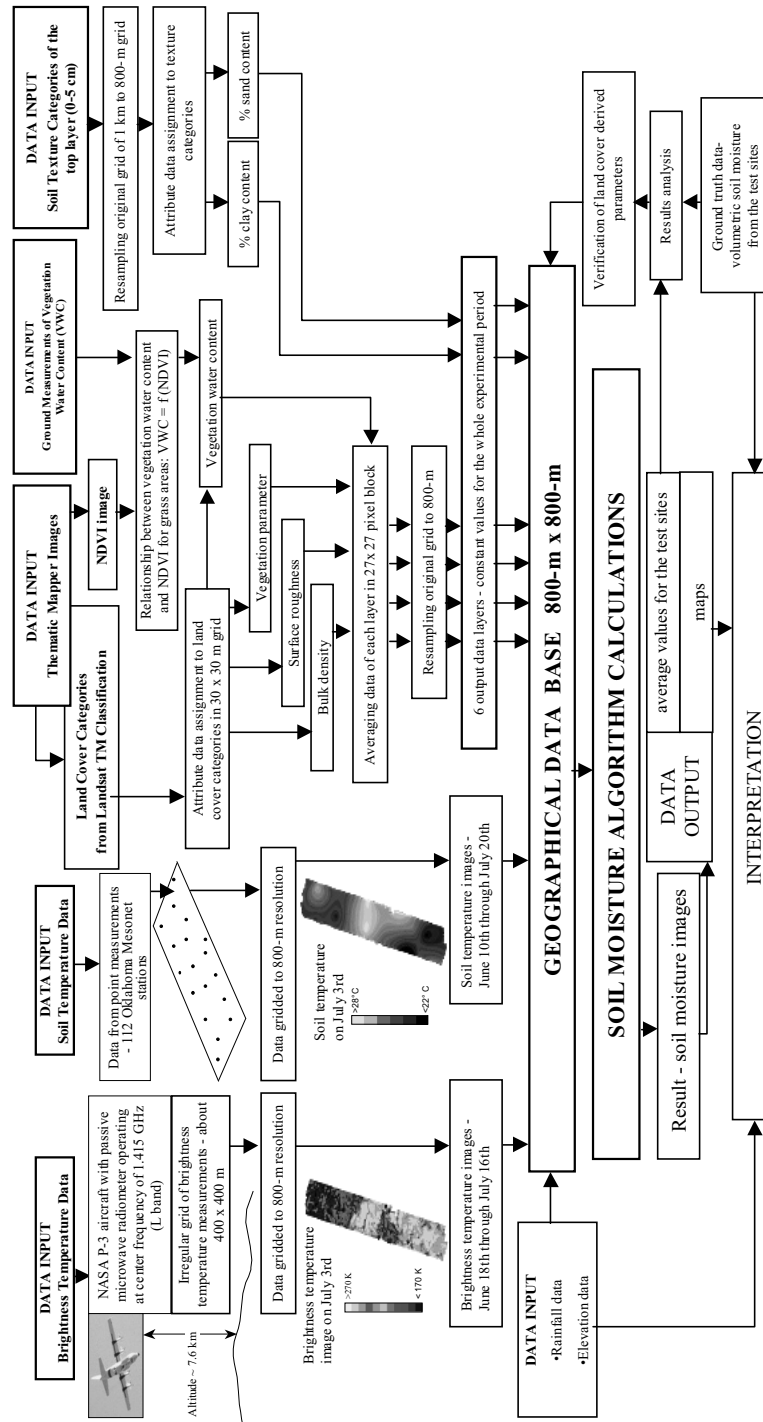 DATA INPUT
Brightness Temperature Data
NASA P-3 aircraft with passive
microwave radiometer operating
at center frequency of 1.415 GHz
(L band)
Irregular grid of brightness
temperature measurements - about
400 x 400 m
Altitude ~ 7.6 km
Data gridded to 800-m resolution
Brightness temperature
image on July 3rd
>270 K
<170 K
Brightness temperature images -
June 18th through July 16th
DATA INPUT
Soil Temperature Data
Data from point measurements
- 112 Oklahoma Mesonet
stations
Data gridded to 800-m resolution
Soil temperature
on July 3rd
>28° C
<22° C
Soil temperature images -
June 10th through July 20th
DATA INPUT
Thematic Mapper Images
Land Cover Categories
from Landsat TM Classification
NDVI image
DATA INPUT
Ground Measurements of Vegetation
Water Content (VWC)
Relationship between vegetation water content
and NDVI for grass areas: VWC = f (NDVI)
Attribute data assignment to land
cover categories in 30 x 30 m grid
Vegetation water content
Vegetation parameter
Surface roughness
Bulk density
Averaging data of each layer in 27x 27 pixel block
Resampling original grid to 800-m
DATA INPUT
Soil Texture Categories of the
top layer (0-5 cm)
Resampling original grid of 1 km to 800-m grid
Attribute data assignment to texture
categories
% clay content
% sand content
6 output data layers - constant values for the whole experimental period
GEOGRAPHICAL DATA BASE 800-m x 800-m
SOIL MOISTURE ALGORITHM CALCULATIONS
DATA INPUT
•Rainfall data
•Elevation data
Result - soil moisture images
DATA
OUTPUT
average values for the test sites
maps
Verification of land cover derived
parameters
Results analysis
Ground truth data-
volumetric soil moisture
from the test sites
INTERPRETATION